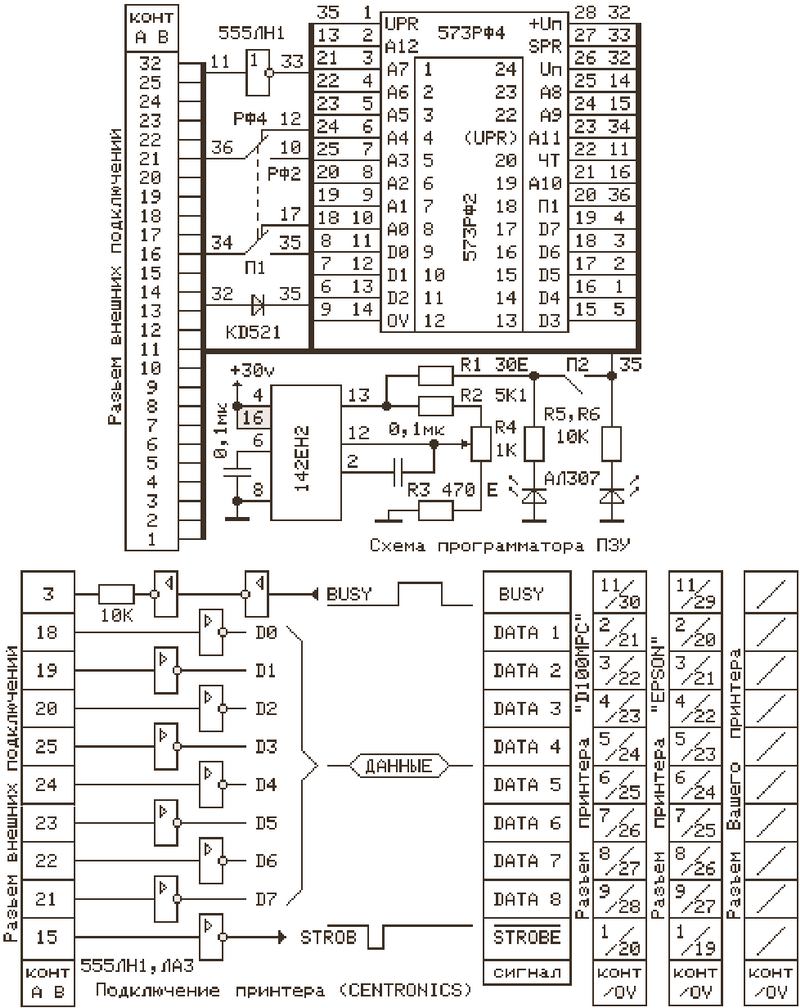 КОНТ
А В
32
25
24
23
22
21
20
19
18
17
16
15
14
13
12
11
10
9
8
7
6
5
4
3
2
1
Разьем внешних подключений
555ЛН1
11 1 33
РФ4 12
36 10
РФ2
17
34 35
П1
32 35
KD521
573РФ4
573РФ2
35 1 UPR +Uп 28 32
13 2 A12 SPR 27 33
21 3 A7 1 24 Uп 26 32
22 4 A6 2 23 A8 25 14
23 5 A5 3 22 A9 24 15
24 6 A4 4 (UPR) A11 23 34
25 7 A3 5 20 ЧТ 22 11
20 8 A2 6 19 A10 21 16
19 9 A1 7 18 П1 20 36
18 10 A0 8 17 D7 19 4
8 11 D0 9 16 D6 18 3
7 12 D1 10 15 D5 17 2
6 13 D2 11 14 D4 16 1
9 14 0V 12 13 D3 15 5
+30v
4
16
6
8
0,1мк
142ЕН2
13
12
2
0,1мк
R1 30E
R2 5K1
R4
1K
R3 470 E
П2
35
R5,R6
10K
АЛ307
Схема программатора ПЗУ
Разьем внешних подключений
3
18
19
20
25
24
23
22
21
15
КОНТ
А В
10K
BUSY
D0
D1
D2
D3
D4
D5
D6
D7
STROB
ДАННЫЕ
555ЛН1,ЛА3
Подключение принтера (CENTRONICS)
BUSY
DATA 1
DATA 2
DATA 3
DATA 4
DATA 5
DATA 6
DATA 7
DATA 8
STROBE
сигнал
Разьем принтера "D100MPC"
11/30
2/21
3/22
4/23
5/24
6/25
7/26
8/27
9/28
1/20
КОНТ
/0V
Разьем принтера "EPSON"
11/29
2/20
3/21
4/22
5/23
6/24
7/25
8/26
9/27
1/19
КОНТ
/0V
Разьем Вашего принтера
/
/
/
/
/
/
/
/
/
/
КОНТ
/0V